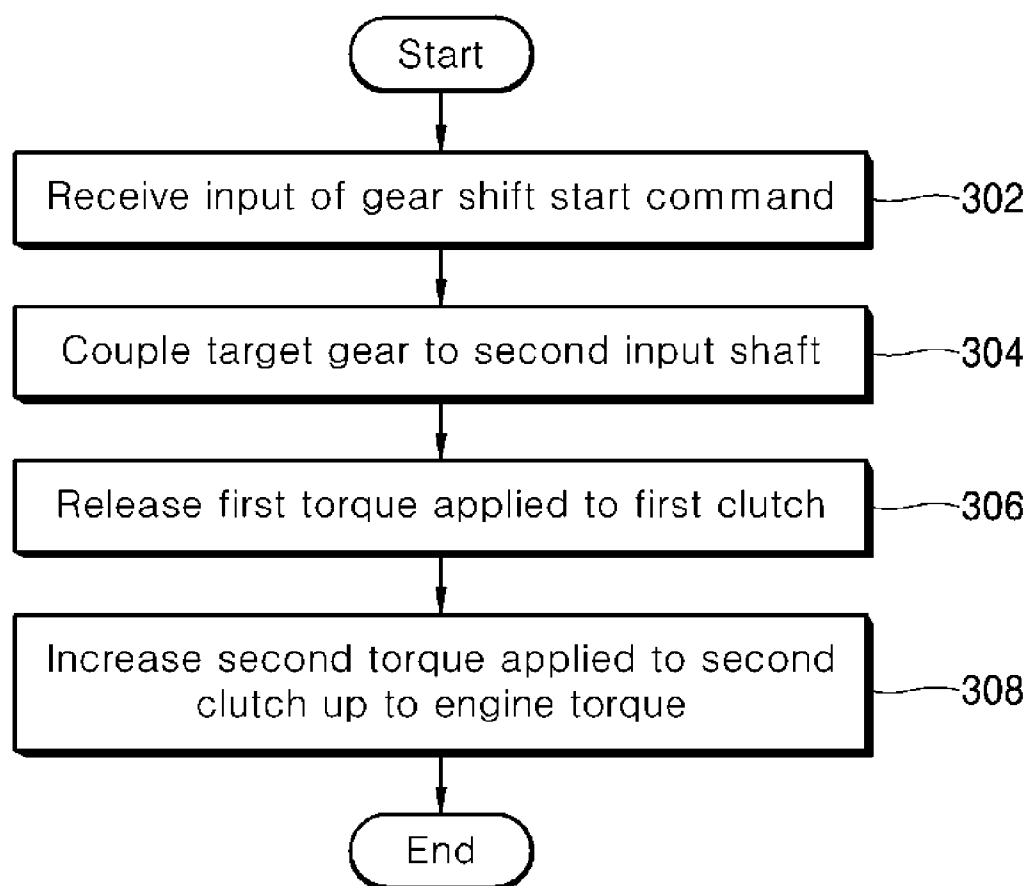 Start
Receive input of gear shift start command
302
Couple target gear to second input shaft
304
Release first torque applied to first clutch
306
Increase second torque applied to second
clutch up to engine torque
308
End